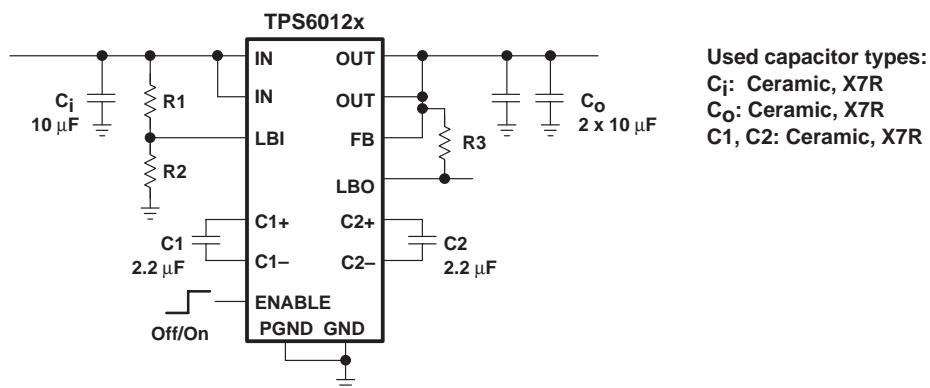 TPS6012x
IN
OUT
IN
OUT
LBI
FB
LBO
C1+
C2+
C1–
C2–
ENABLE
PGND
GND
Ci
10 µF
R1
R2
C1
2.2 µF
Off/On
R3
Co
2 x 10 µF
C2
2.2 µF
Used capacitor types:
Ci: Ceramic, X7R
Co: Ceramic, X7R
C1, C2: Ceramic, X7R